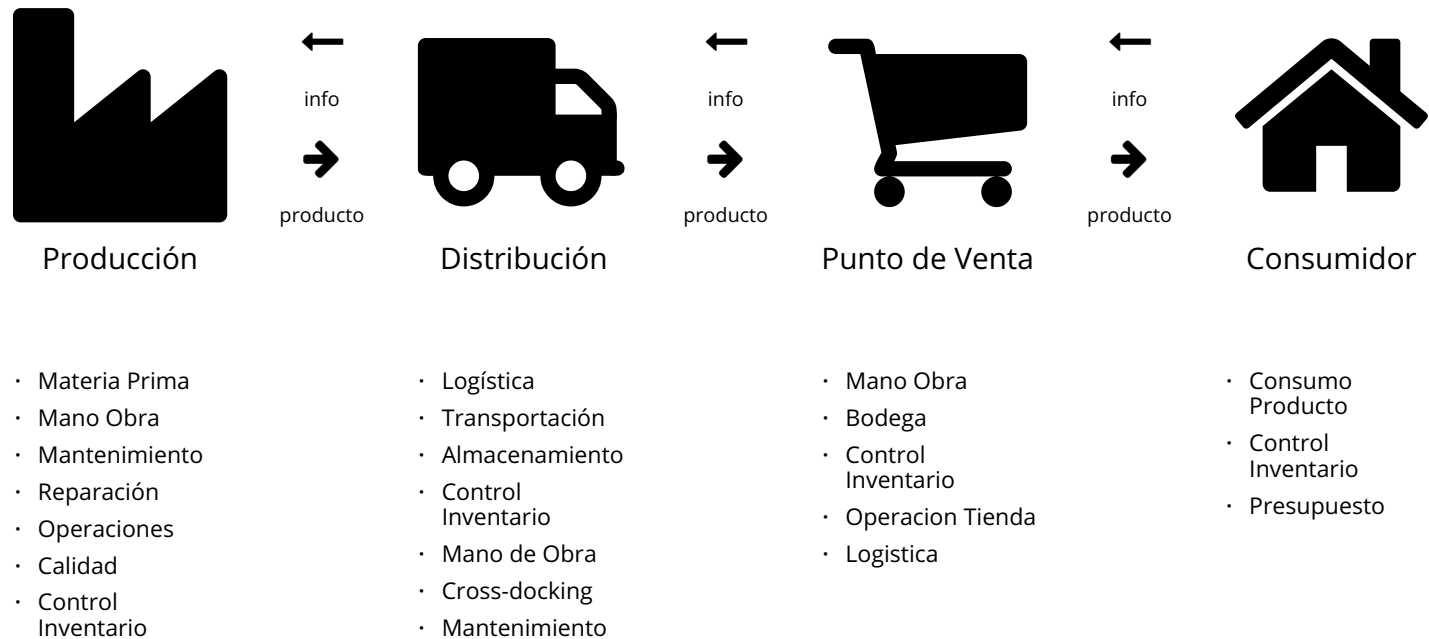 info
info
info
producto
producto
producto
Producción
Distribución
Punto de Venta
Consumidor
· Materia Prima
· Mano Obra
· Mantenimiento
· Reparación
· Operaciones
· Calidad
· Control
Inventario
· Logística
· Transportación
· Almacenamiento
· Control
Inventario
· Mano de Obra
· Cross-docking
· Mantenimiento
· Mano Obra
· Bodega
· Control
Inventario
· Operacion Tienda
· Logistica
· Consumo
Producto
· Control
Inventario
· Presupuesto